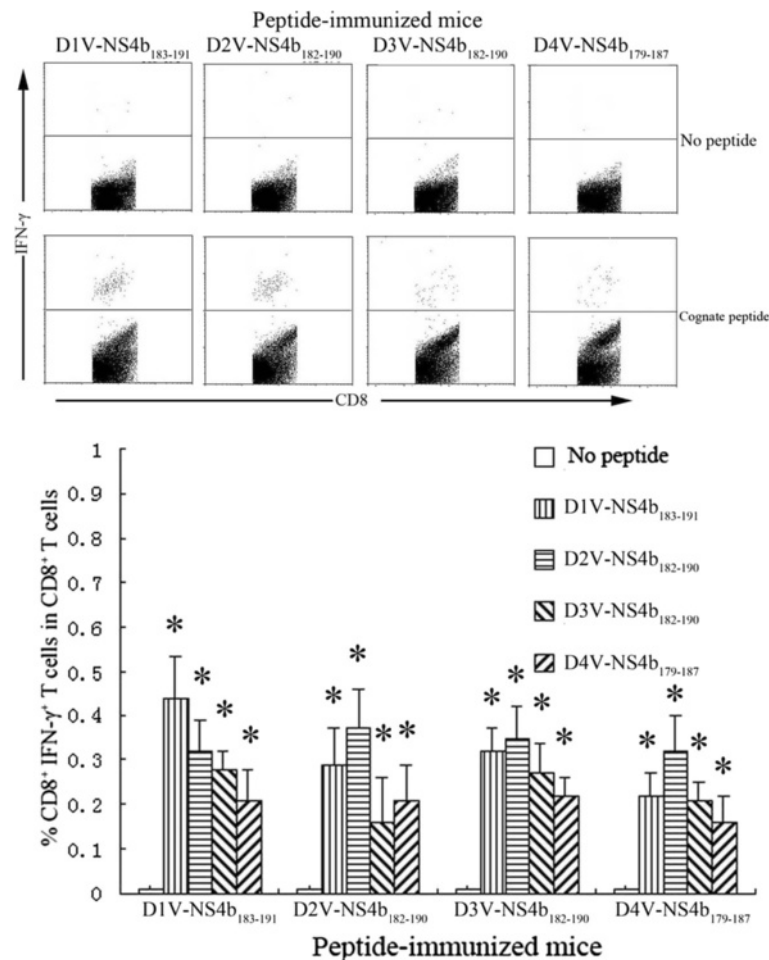 Peptide-immunized mice
D1V-NS4b183-191 D2V-NS4b182-190 D3V-NS4b182-190 D4V-NS4b179-187
No peptide
IFN-γ
Cognate peptide
CD8
% CD8+ IFN-γ+ T cells in CD8+ T cells
1
0.9
0.8
0.7
0.6
0.5
0.4
0.3
0.2
0.1
0
No peptide
D1V-NS4b183-191
D2V-NS4b182-190
D3V-NS4b182-190
D4V-NS4b179-187
* * * *
* * * *
* * * *
* * * *
D1V-NS4b183-191 D2V-NS4b182-190 D3V-NS4b182-190 D4V-NS4b179-187
Peptide-immunized mice